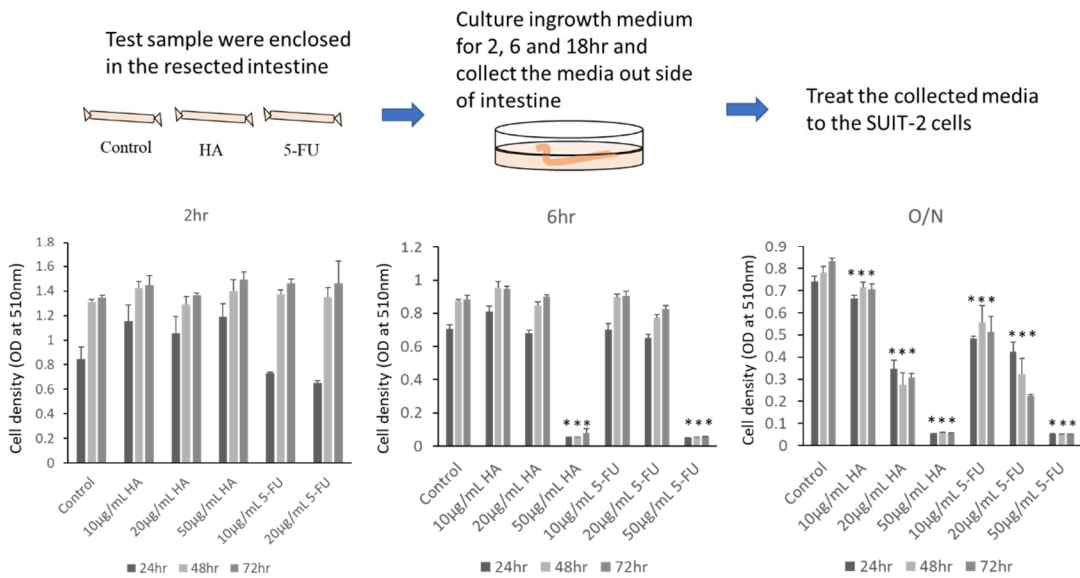 Test sample were enclosed
in the resected intestine
Control
HA
5-FU
Culture ingrowth medium
for 2, 6 and 18hr and
collect the media out side
of intestine
Treat the collected media
to the SUIT-2 cells
2hr
Cell density (OD at 510nm)
1.8
1.6
1.4
1.2
1
0.8
0.6
0.4
0.2
0
Control
10µg/mL HA
20µg/mL HA
50µg/mL HA
10µg/mL 5-FU
20µg/mL 5-FU
24hr 48hr 72hr
6hr
Cell density (OD at 510nm)
1.2
1
0.8
0.6
0.4
0.2
0
***
***
Control
10µg/mL HA
20µg/mL HA
50µg/mL HA
10µg/mL 5-FU
20µg/mL 5-FU
50µg/mL 5-FU
24hr 48hr 72hr
O/N
Cell density (OD at 510nm)
0.9
0.8
0.7
0.6
0.5
0.4
0.3
0.2
0.1
0
***
***
***
***
***
***
Control
10µg/mL HA
20µg/mL HA
50µg/mL HA
10µg/mL 5-FU
20µg/mL 5-FU
50µg/mL 5-FU
24hr 48hr 72hr